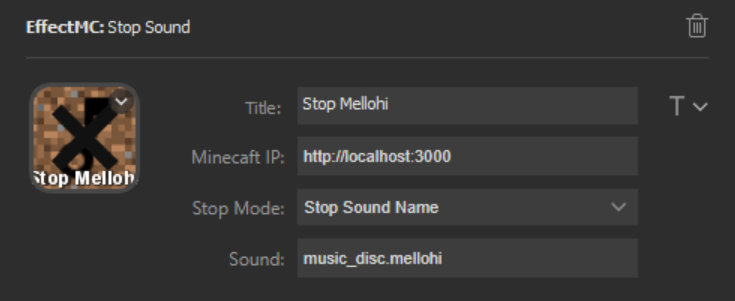 EffectMC: Stop Sound
Title: Stop Mellohi
T
Minecaft IP: http://localhost:3000
Stop Melloh
Stop Mode: Stop Sound Name
Sound: music_disc.mellohi